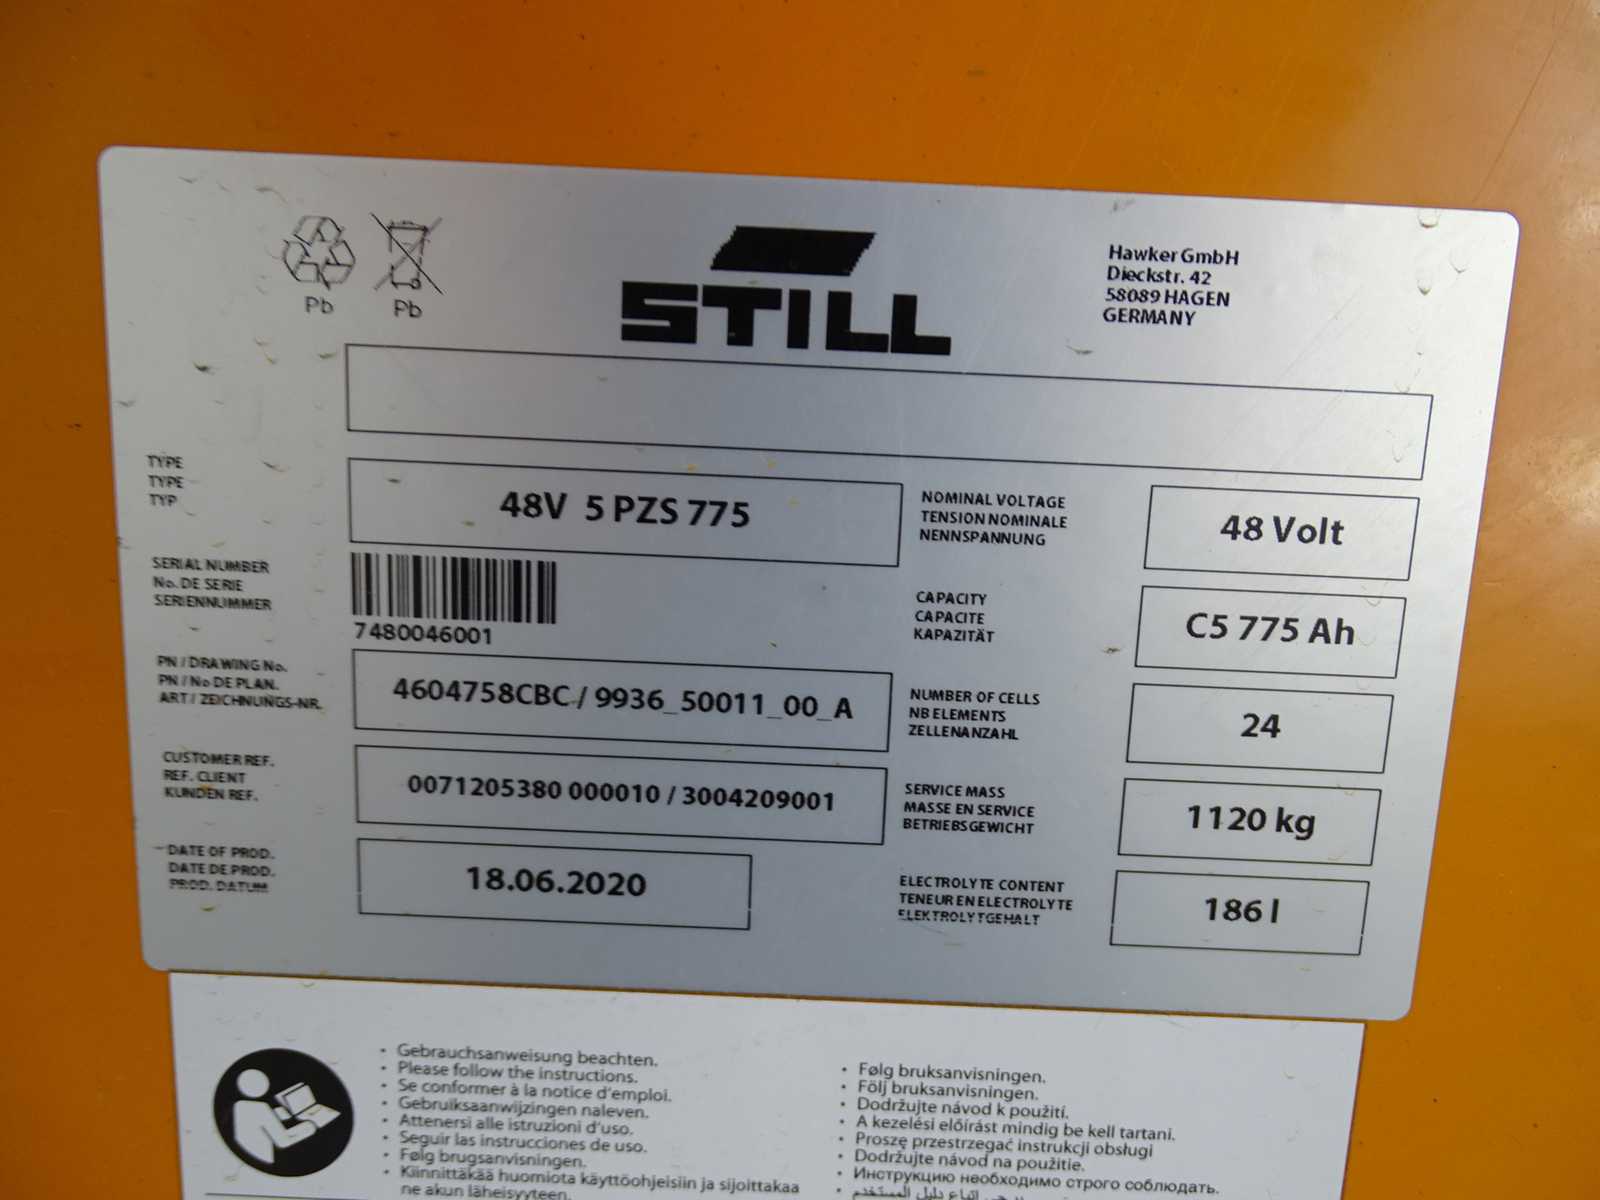 Pb
Pb
STILL
Hawker GmbH
Dieckstr. 42
58089 HAGEN
GERMANY
TYPE
TYPE
TYP
48V 5 PZS 775
NOMINAL VOLTAGE
TENSION NOMINALE
NENNSPANNUNG
48 Volt
SERIAL NUMBER
No. DE SERIE
SERIENNUMMER
7480046001
CAPACITY
CAPACITE
KAPAZITÄT
C5 775 Ah
PN / DRAWING No.
PN / No DE PLAN.
ART / ZEICHNUNGS-NR.
4604758CBC / 9936_50011_00_A
NUMBER OF CELLS
NB ELEMENTS
ZELLENANZAHL
24
CUSTOMER REF.
REF. CLIENT
KUNDEN REF.
0071205380 000010 / 3004209001
SERVICE MASS
MASSE EN SERVICE
BETRIEBSGEWICHT
1120 kg
DATE OF PROD.
DATE DE PROD.
PROD. DATUM
18.06.2020
ELECTROLYTE CONTENT
TENEUR EN ELECTROLYTE
ELEKTROLYTGEHALT
186 l
• Gebrauchsanweisung beachten.
• Please follow the instructions.
• Se conformer à la notice d'emploi.
• Gebruiksaanwijzingen naleven.
• Attenersi alle istruzioni d'uso.
• Seguir las instrucciones de uso.
• Følg brugsanvisningen.
• Kiinnittäkää huomiota käyttöohjeisiin ja sijoittakaa
ne akun läheisyyteen.
• Følg bruksanvisningen.
• Följ bruksanvisningen.
• Dodržujte návod k použití.
• A kezelési előírást mindig be kell tartani.
• Proszę przestrzegać instrukcji obsługi
• Dodržujte návod na použitie.
• Инструкцию необходимо строго соблюдать.
• يرجى اتباع دليل المستخدم